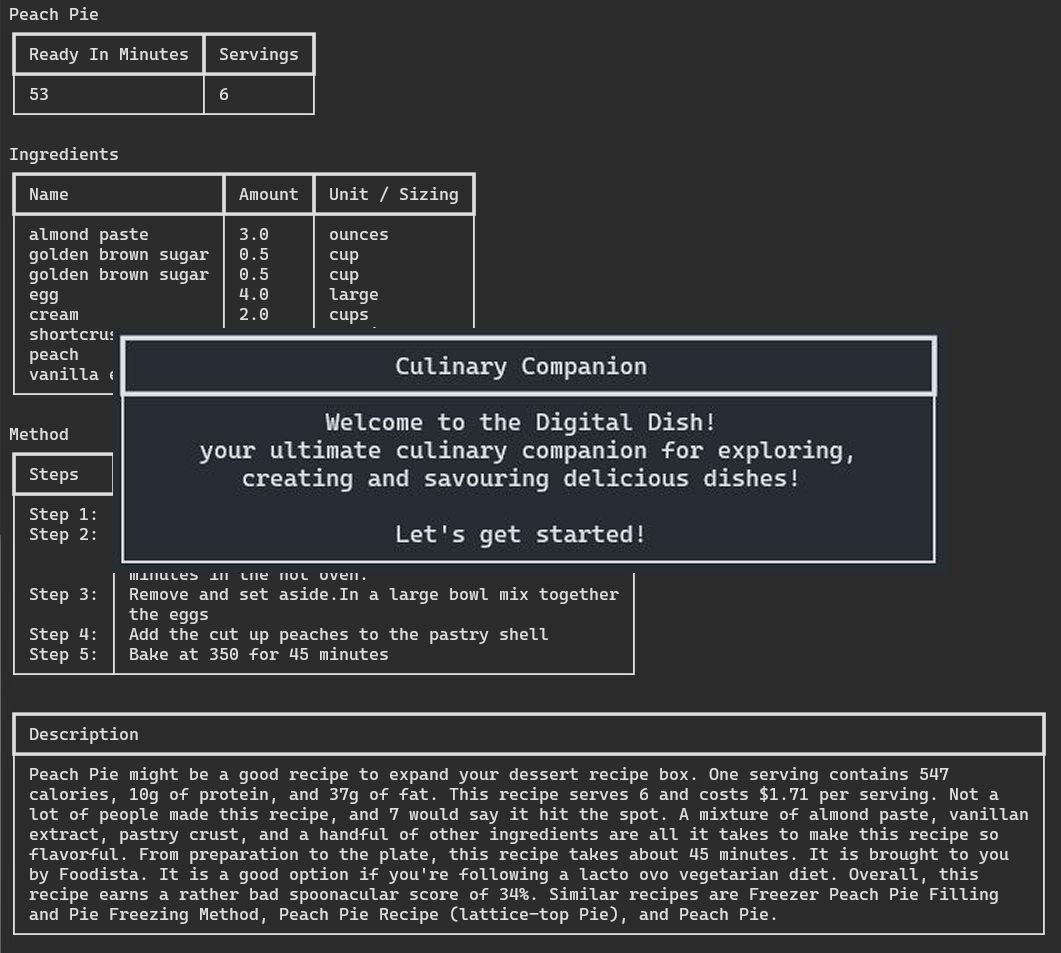 Peach Pie
Ready In Minutes Servings
53 6
Ingredients
Name Amount Unit / Sizing
almond paste 3.0 ounces
golden brown sugar 0.5 cup
golden brown sugar 0.5 cup
egg 4.0 large
cream 2.0 cups
peach
vanilla
Culinary Companion
Welcome to the Digital Dish!
your ultimate culinary companion for exploring,
creating and savouring delicious dishes!
Let's get started!
Method
Steps
Step 1:
Step 2:
minutes in the hot oven.
Step 3: Remove and set aside.In a large bowl mix together
the eggs
Step 4: Add the cut up peaches to the pastry shell
Step 5: Bake at 350 for 45 minutes
Description
Peach Pie might be a good recipe to expand your dessert recipe box. One serving contains 547
calories, 10g of protein, and 37g of fat. This recipe serves 6 and costs $1.71 per serving. Not a
lot of people made this recipe, and 7 would say it hit the spot. A mixture of almond paste, vanillan
extract, pastry crust, and a handful of other ingredients are all it takes to make this recipe so
flavorful. From preparation to the plate, this recipe takes about 45 minutes. It is brought to you
by Foodista. It is a good option if you're following a lacto ovo vegetarian diet. Overall, this
recipe earns a rather bad spoonacular score of 34%. Similar recipes are Freezer Peach Pie Filling
and Pie Freezing Method, Peach Pie Recipe (lattice-top Pie), and Peach Pie.